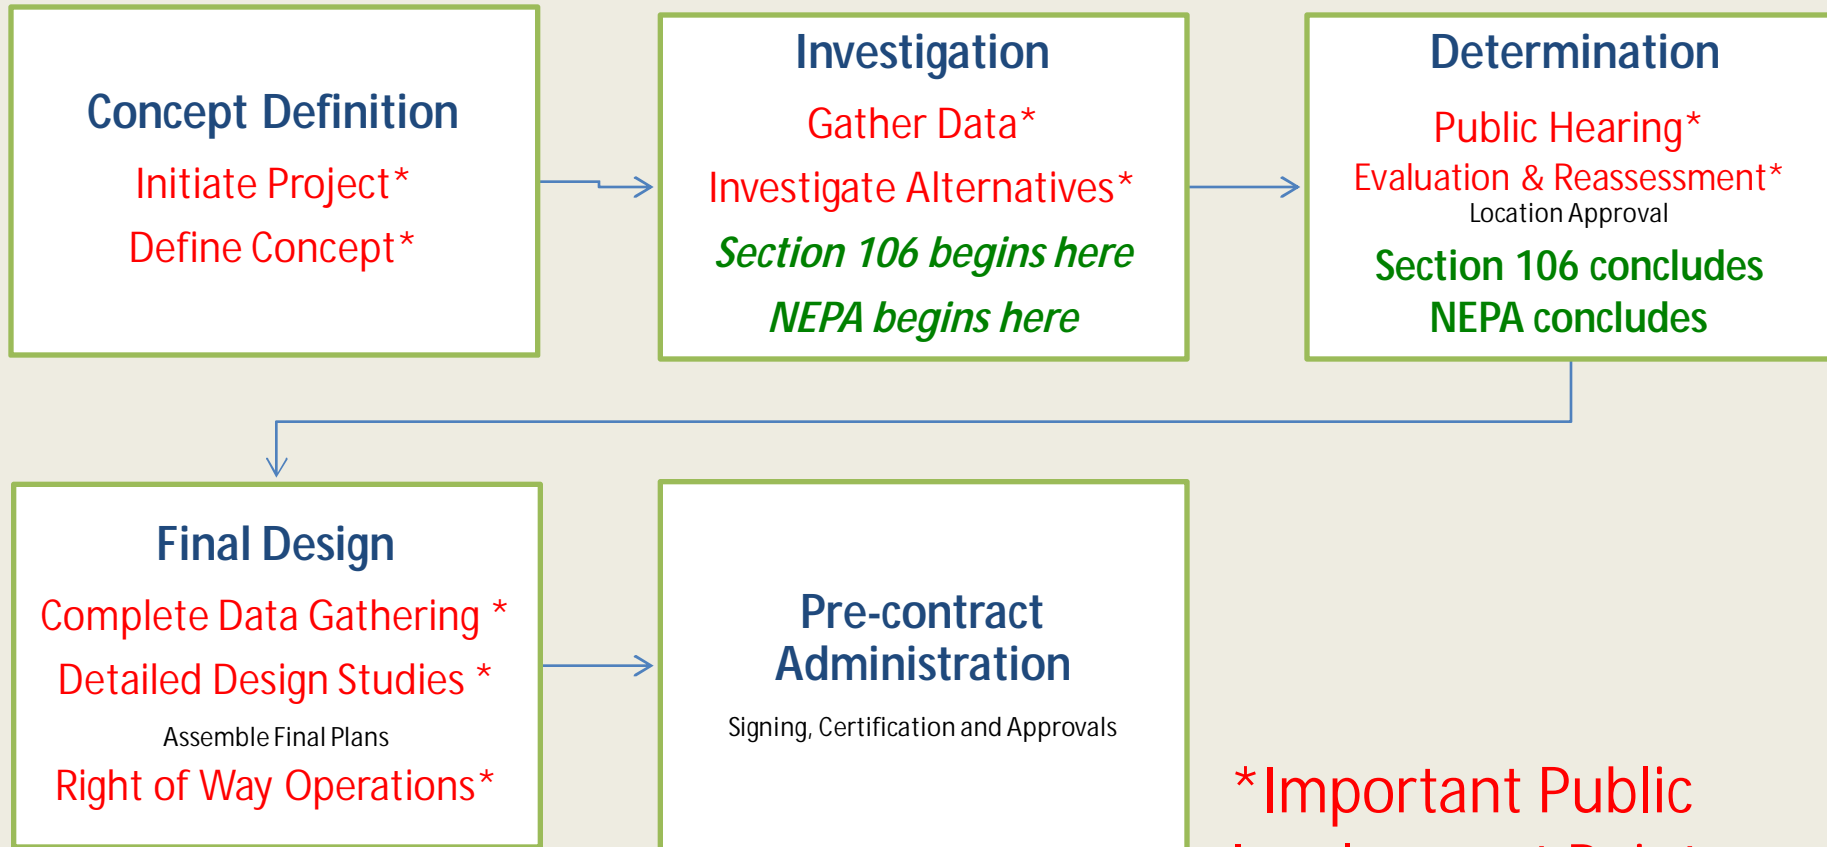 Concept Definition
Initiate Project*
Define Concept*
Investigation
Gather Data*
Investigate Alternatives*
Section 106 begins here
NEPA begins here
Determination
Public Hearing*
Evaluation & Reassessment*
Location Approval
Section 106 concludes
NEPA concludes
Final Design
Complete Data Gathering *
Detailed Design Studies *
Assemble Final Plans
Right of Way Operations*
Pre-contract
Administration
Signing, Certification and Approvals
*Important Public